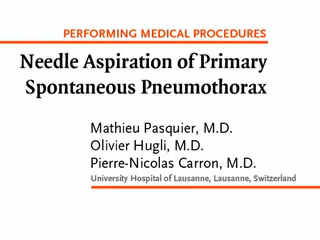 PERFORMING MEDICAL PROCEDURES
Needle Aspiration of Primary
Spontaneous Pneumothorax
Mathieu Pasquier, M.D.
Olivier Hugli, M.D.
Pierre-Nicolas Carron, M.D.
University Hospital of Lausanne, Lausanne, Switzerland